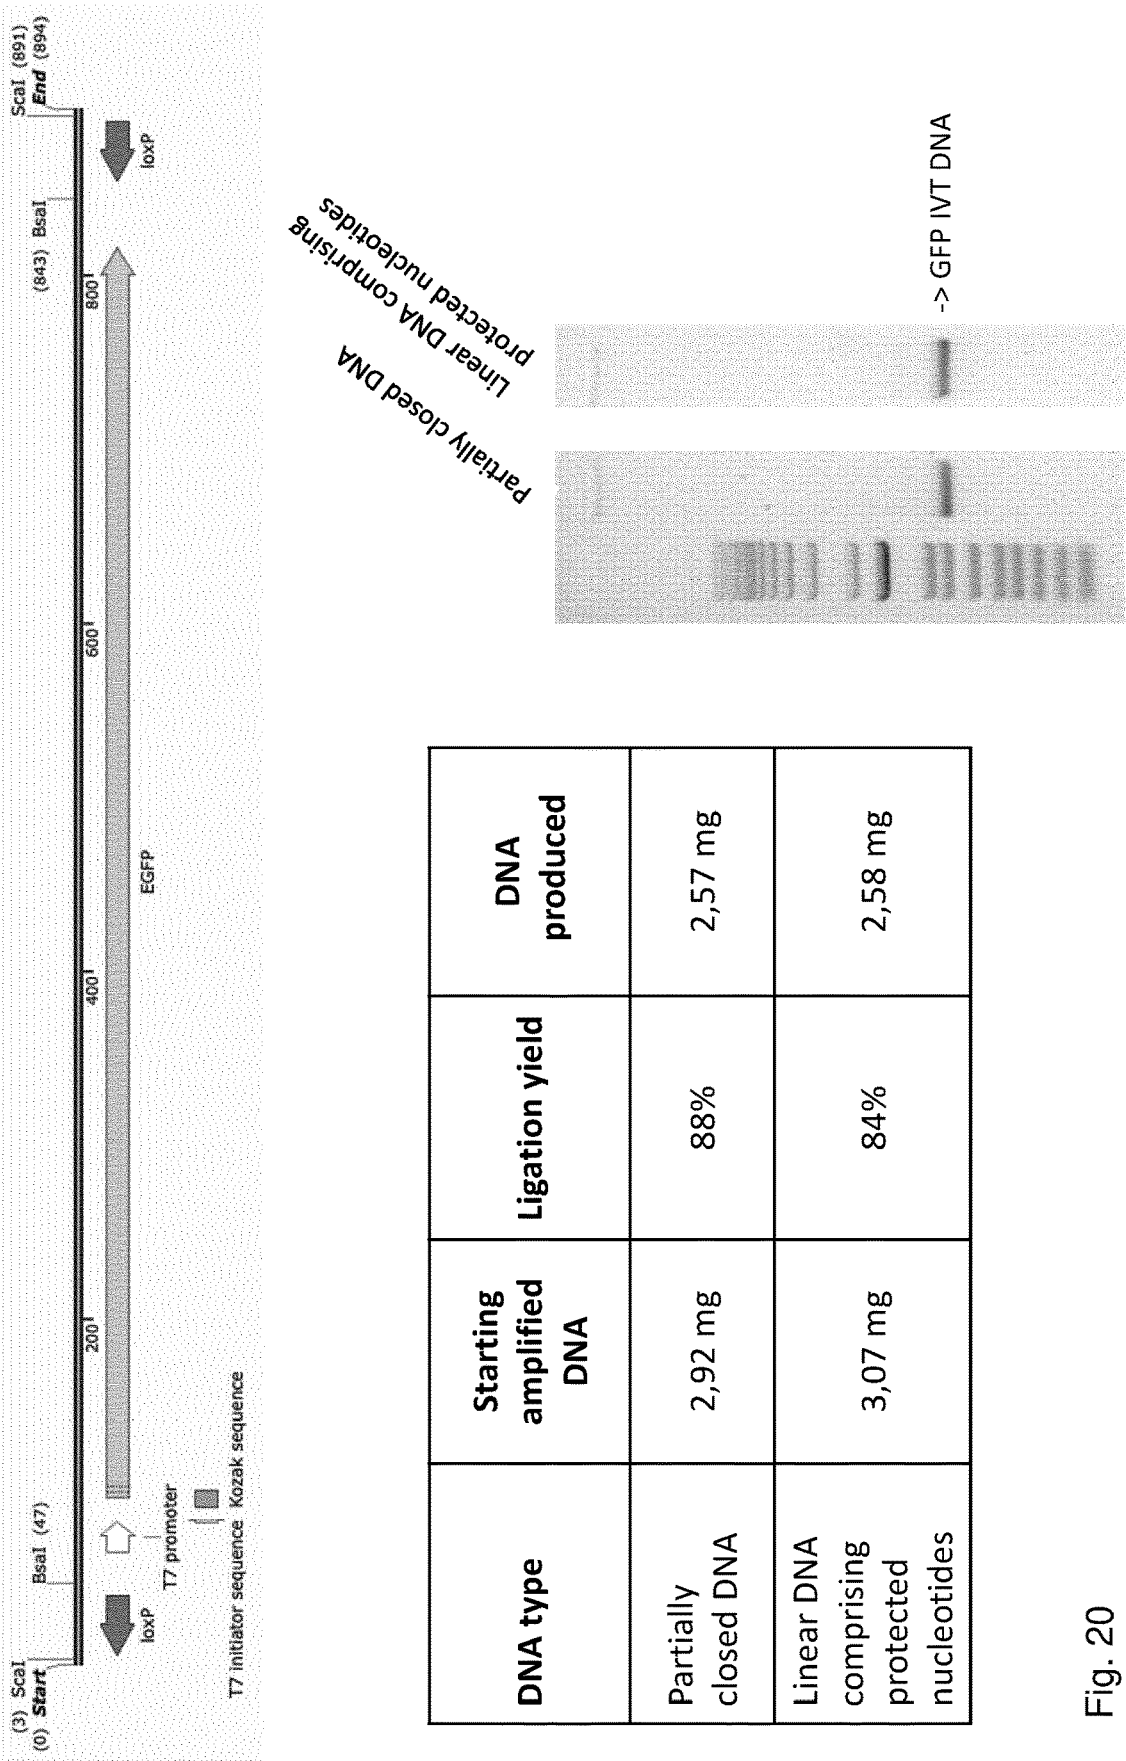 (3) ScaI
(0) Start
BsaI (47)
(843) BsaI
ScaI (891)
End (894)
200
400
600
800
loxP
T7 promoter
EGFP
loxP
T7 initiator sequence Kozak sequence
DNA type
Starting
amplified
DNA
Ligation yield
DNA
produced
Partially
closed DNA
2,92 mg
88%
2,57 mg
Linear DNA
comprising
protected
nucleotides
3,07 mg
84%
2,58 mg
Partially closed DNA
Linear DNA comprising
protected nucleotides
-> GFP IVT DNA
Fig. 20